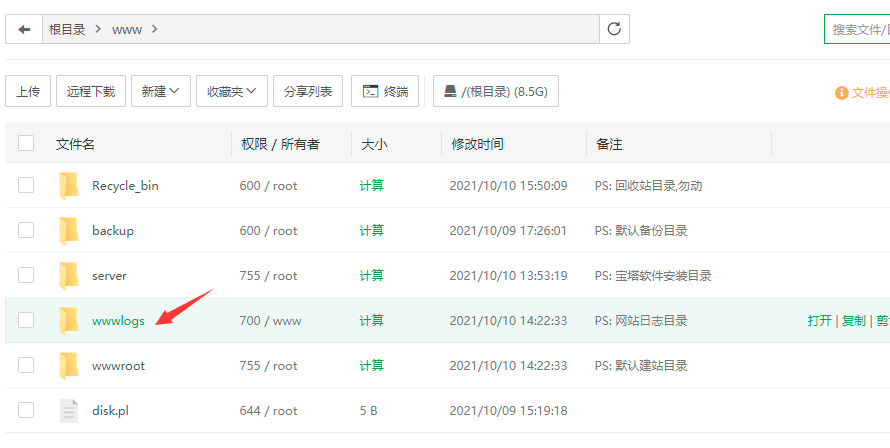 根目录 > www >
搜索文件/目
上传 远程下载 新建 收藏夹 分享列表 终端 /(根目录) (8.5G) 文件操
文件名 权限 / 所有者 大小 修改时间 备注
Recycle_bin 600 / root 计算 2021/10/10 15:50:09 PS: 回收站目录,勿动
backup 600 / root 计算 2021/10/09 17:26:01 PS: 默认备份目录
server 755 / root 计算 2021/10/10 13:53:19 PS: 宝塔软件安装目录
wwwlogs 700 / www 计算 2021/10/10 14:22:33 PS: 网站日志目录 打开 | 复制 | 剪
wwwroot 755 / root 计算 2021/10/10 14:22:33 PS: 默认建站目录
disk.pl 644 / root 5 B 2021/10/09 15:19:18